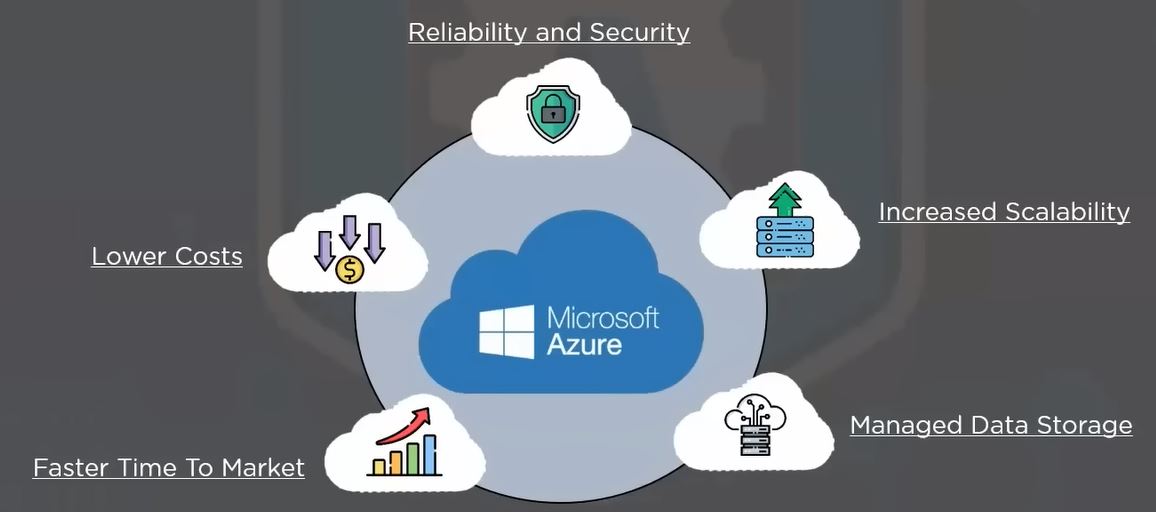 Reliability and Security
Increased Scalability
Lower Costs
Microsoft
Azure
Managed Data Storage
Faster Time To Market